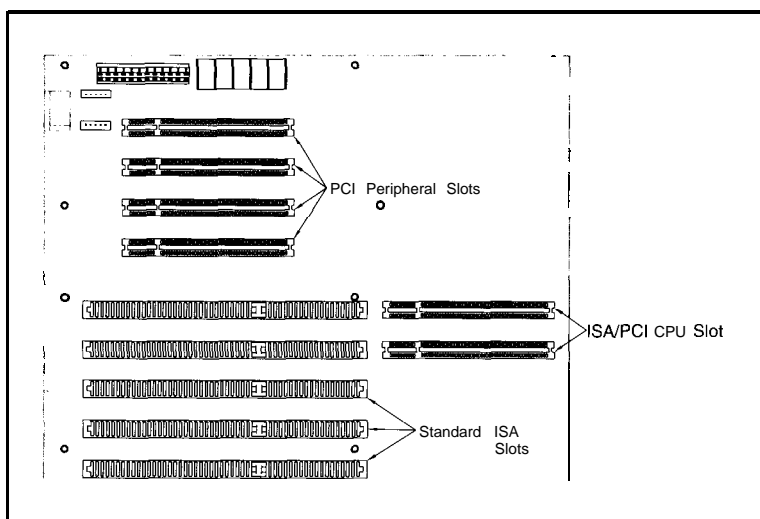 PCI Peripheral Slots
ISA/PCI CPU Slot
Standard ISA
Slots